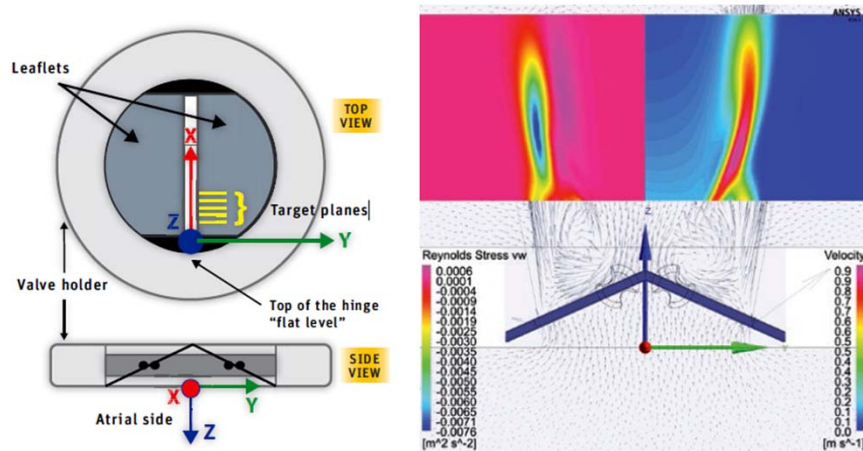 Leaflets
TOP
VIEW
X
Z
Y
Target planes
Valve holder
Top of the hinge
"flat level"
SIDE
VIEW
X
Y
Atrial side
Z
ANSYS
Z
Reynolds Stress vw
0.0006
0.0001
-0.0004
-0.0009
-0.0014
-0.0019
-0.0025
-0.0030
-0.0035
-0.0040
-0.0045
-0.0050
-0.0055
-0.0060
-0.0065
-0.0071
-0.0076
[m^2 s^-2]
Velocity
0.9
0.9
0.8
0.8
0.7
0.6
0.6
0.5
0.5
0.4
0.4
0.3
0.2
0.2
0.1
0.1
0.0
[m s^-1]